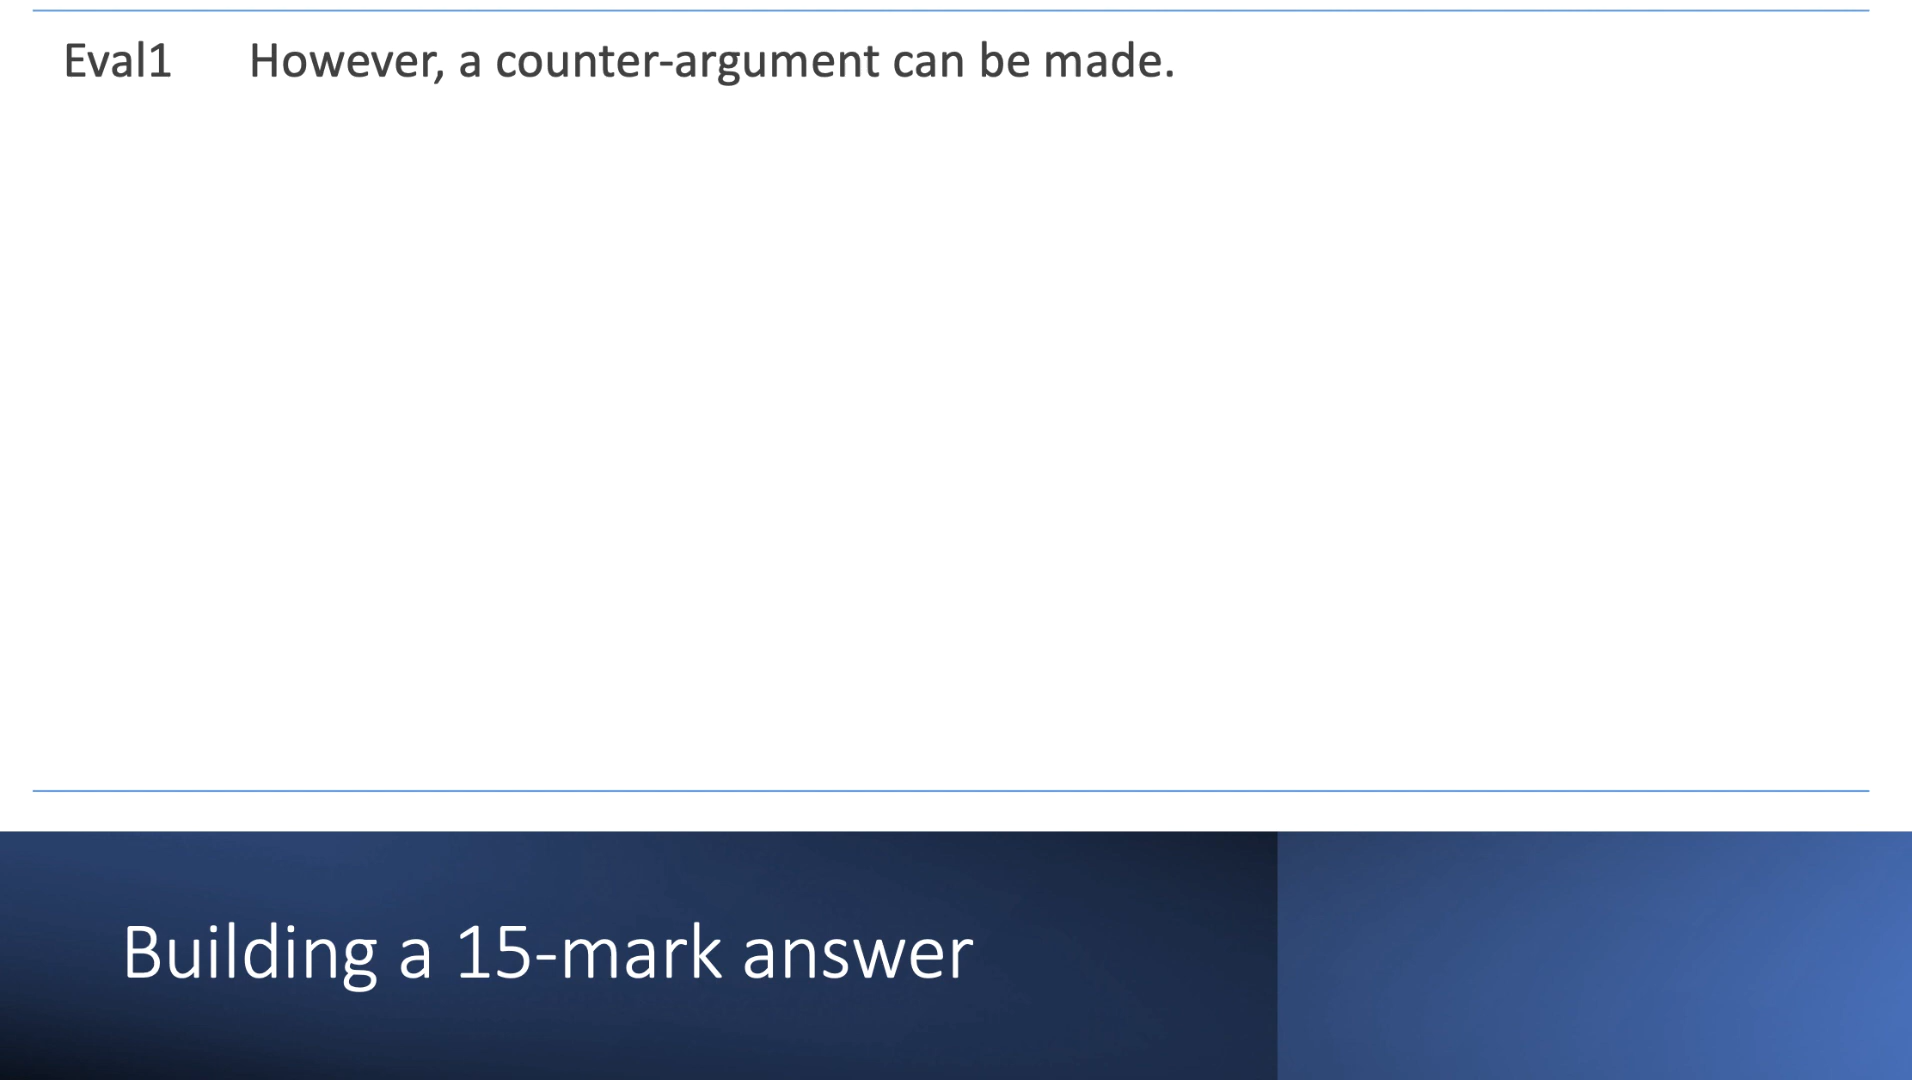 Eval1 However, a counter-argument can be made.
Building a 15-mark answer